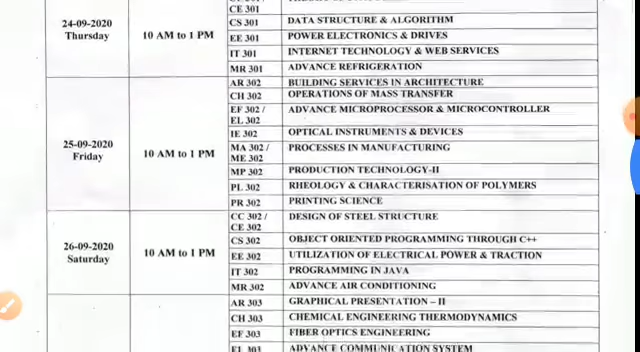 CE 301
24-09-2020
Thursday
10 AM to 1 PM
CS 301 DATA STRUCTURE & ALGORITHM
EE 301 POWER ELECTRONICS & DRIVES
IT 301 INTERNET TECHNOLOGY & WEB SERVICES
MR 301 ADVANCE REFRIGERATION
25-09-2020
Friday
10 AM to 1 PM
AR 302 BUILDING SERVICES IN ARCHITECTURE
CH 302 OPERATIONS OF MASS TRANSFER
EF 302 / ADVANCE MICROPROCESSOR & MICROCONTROLLER
EL 302
IE 302 OPTICAL INSTRUMENTS & DEVICES
MA 302 / PROCESSES IN MANUFACTURING
ME 302
MP 302 PRODUCTION TECHNOLOGY-II
PL 302 RHEOLOGY & CHARACTERISATION OF POLYMERS
PR 302 PRINTING SCIENCE
26-09-2020
Saturday
10 AM to 1 PM
CC 302 / DESIGN OF STEEL STRUCTURE
CE 302
CS 302 OBJECT ORIENTED PROGRAMMING THROUGH C++
EE 302 UTILIZATION OF ELECTRICAL POWER & TRACTION
IT 302 PROGRAMMING IN JAVA
MR 302 ADVANCE AIR CONDITIONING
AR 303 GRAPHICAL PRESENTATION – II
CH 303 CHEMICAL ENGINEERING THERMODYNAMICS
EF 303 FIBER OPTICS ENGINEERING
EL 303 ADVANCE COMMUNICATION SYSTEM